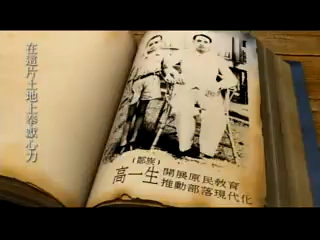 在這片土地上奉獻心力
(鄒族)
高一生
開展原民教育
推動部落現代化